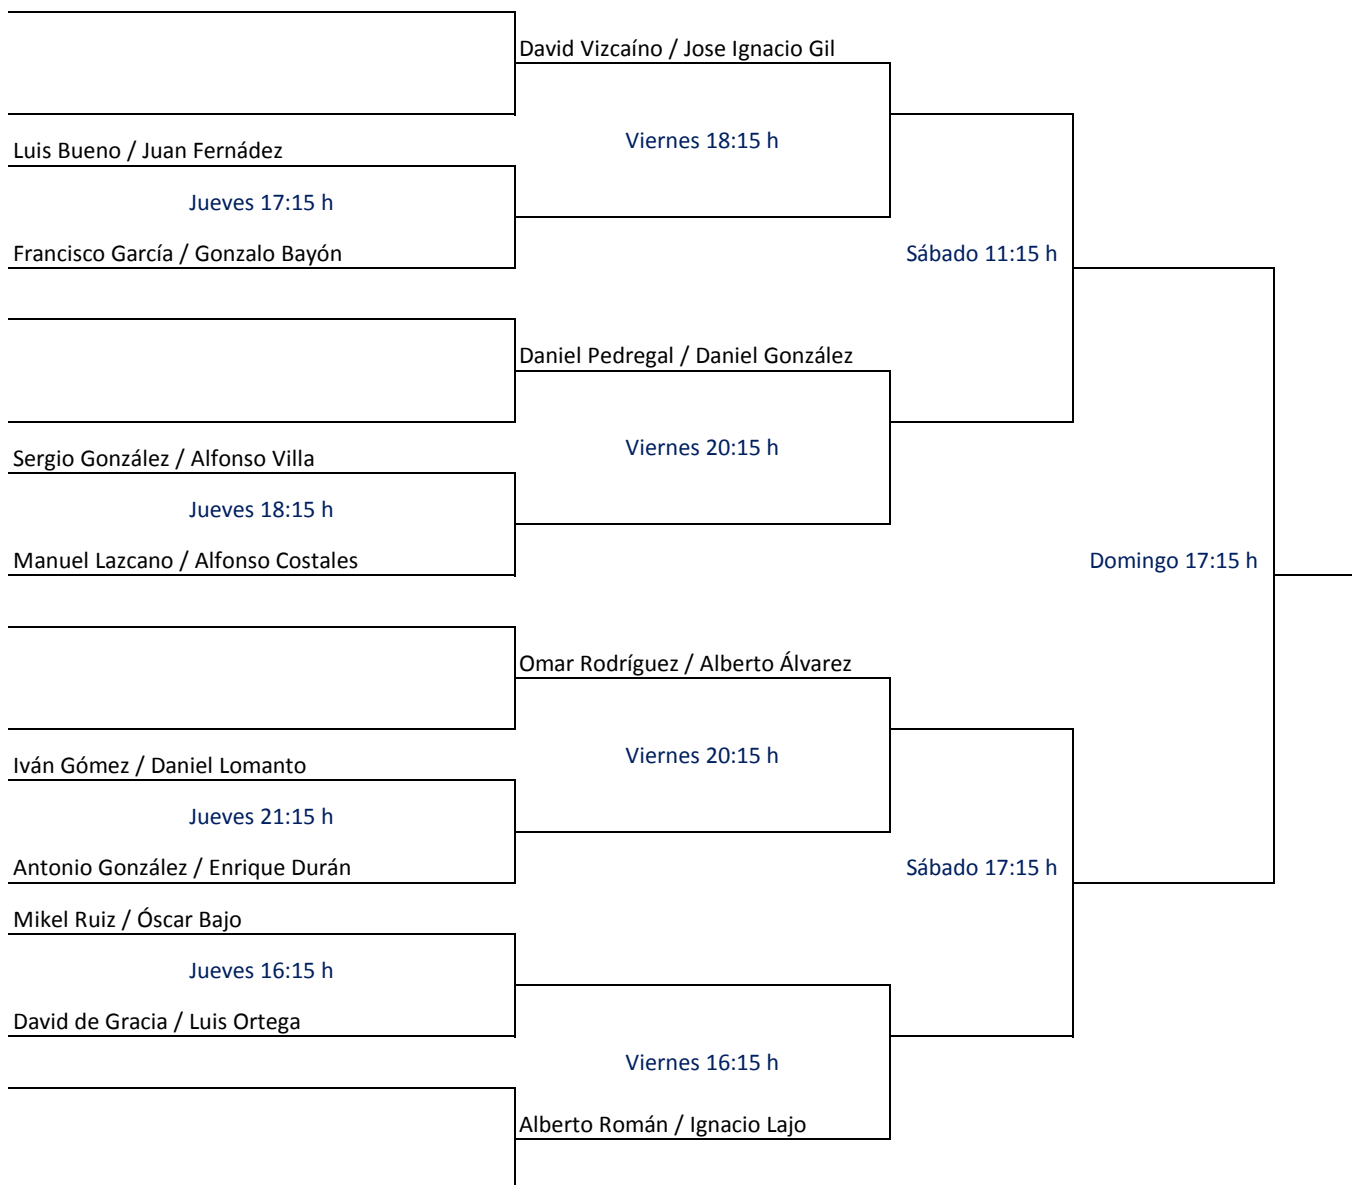 David Vizcaíno / Jose Ignacio Gil
Viernes 18:15 h
Luis Bueno / Juan Fernádez
Jueves 17:15 h
Francisco García / Gonzalo Bayón
Sábado 11:15 h
Daniel Pedregal / Daniel González
Viernes 20:15 h
Sergio González / Alfonso Villa
Jueves 18:15 h
Manuel Lazcano / Alfonso Costales
Domingo 17:15 h
Omar Rodríguez / Alberto Álvarez
Viernes 20:15 h
Iván Gómez / Daniel Lomanto
Jueves 21:15 h
Antonio González / Enrique Durán
Sábado 17:15 h
Mikel Ruiz / Óscar Bajo
Jueves 16:15 h
David de Gracia / Luis Ortega
Viernes 16:15 h
Alberto Román / Ignacio Lajo